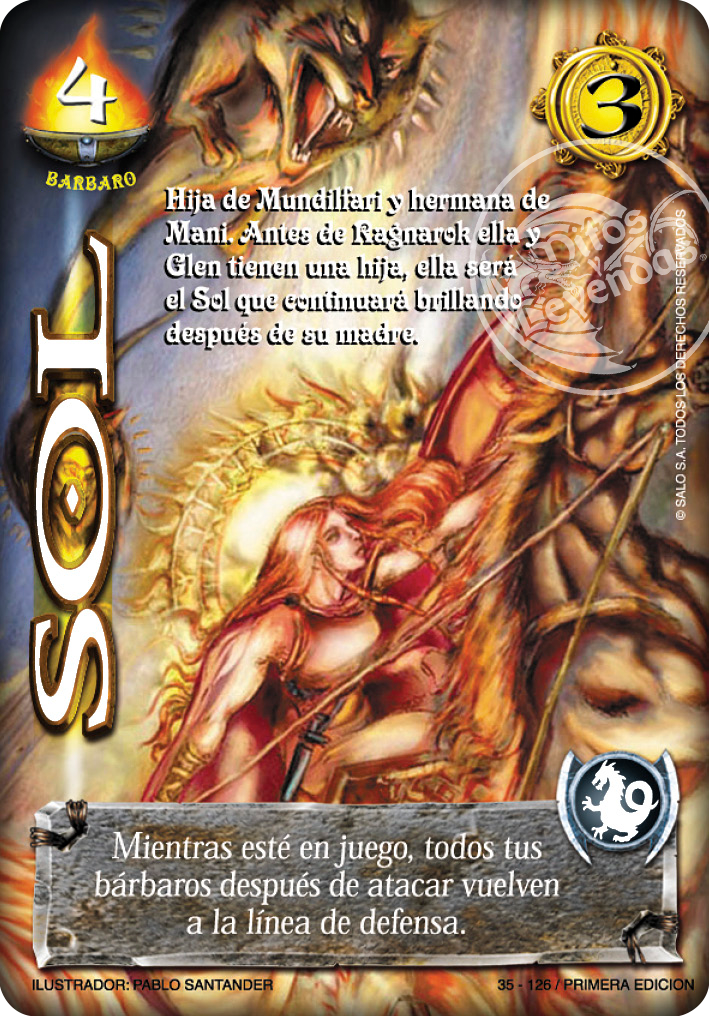 4
3
BARBARO
Hija de Mundilfari y hermana de
Mani. Antes de Ragnarok ella y
Glen tienen una hija, ella será
el Sol que continuará brillando
después de su madre.
Mitos
Leyendas
© SALO S.A. TODOS LOS DERECHOS RESERVADOS
SOL
Mientras esté en juego, todos tus
bárbaros después de atacar vuelven
a la línea de defensa.
ILUSTRADOR: PABLO SANTANDER
35 - 126 / PRIMERA EDICION